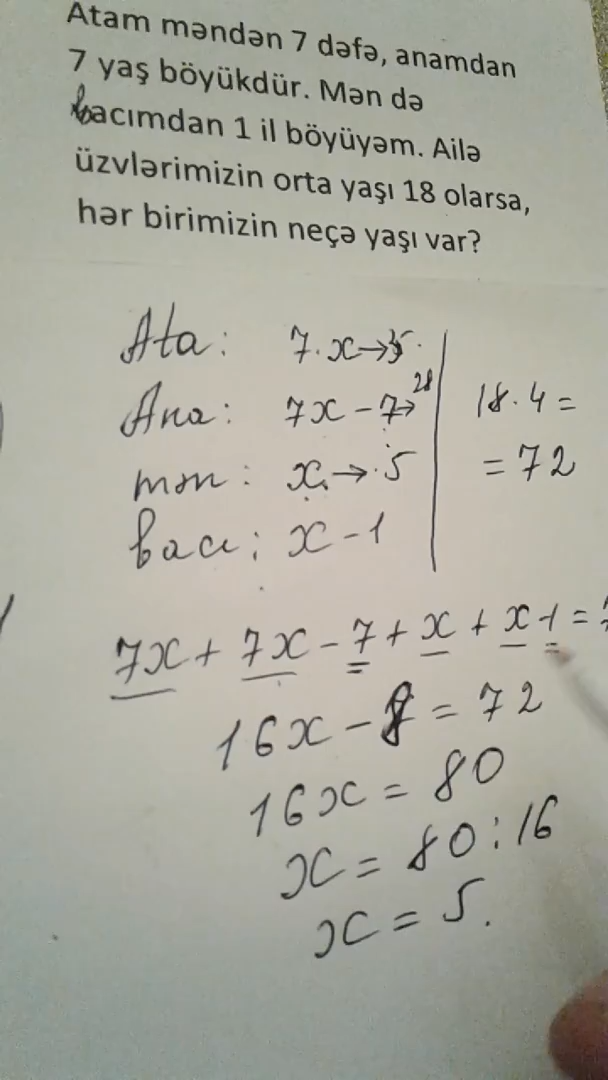 Atam məndən 7 dəfə, anamdan
7 yaş böyükdür. Mən də
bacımdan 1 il böyüyəm. Ailə
üzvlərimizin orta yaşı 18 olarsa,
hər birimizin neçə yaşı var?
Ata: 7·x→35
Ana: 7x-7→28
mən: x→5
bacı: x-1
18·4=
=72
7x+7x-7+x+x-1=7
16x-8=72
16x=80
x=80:16
x=5.